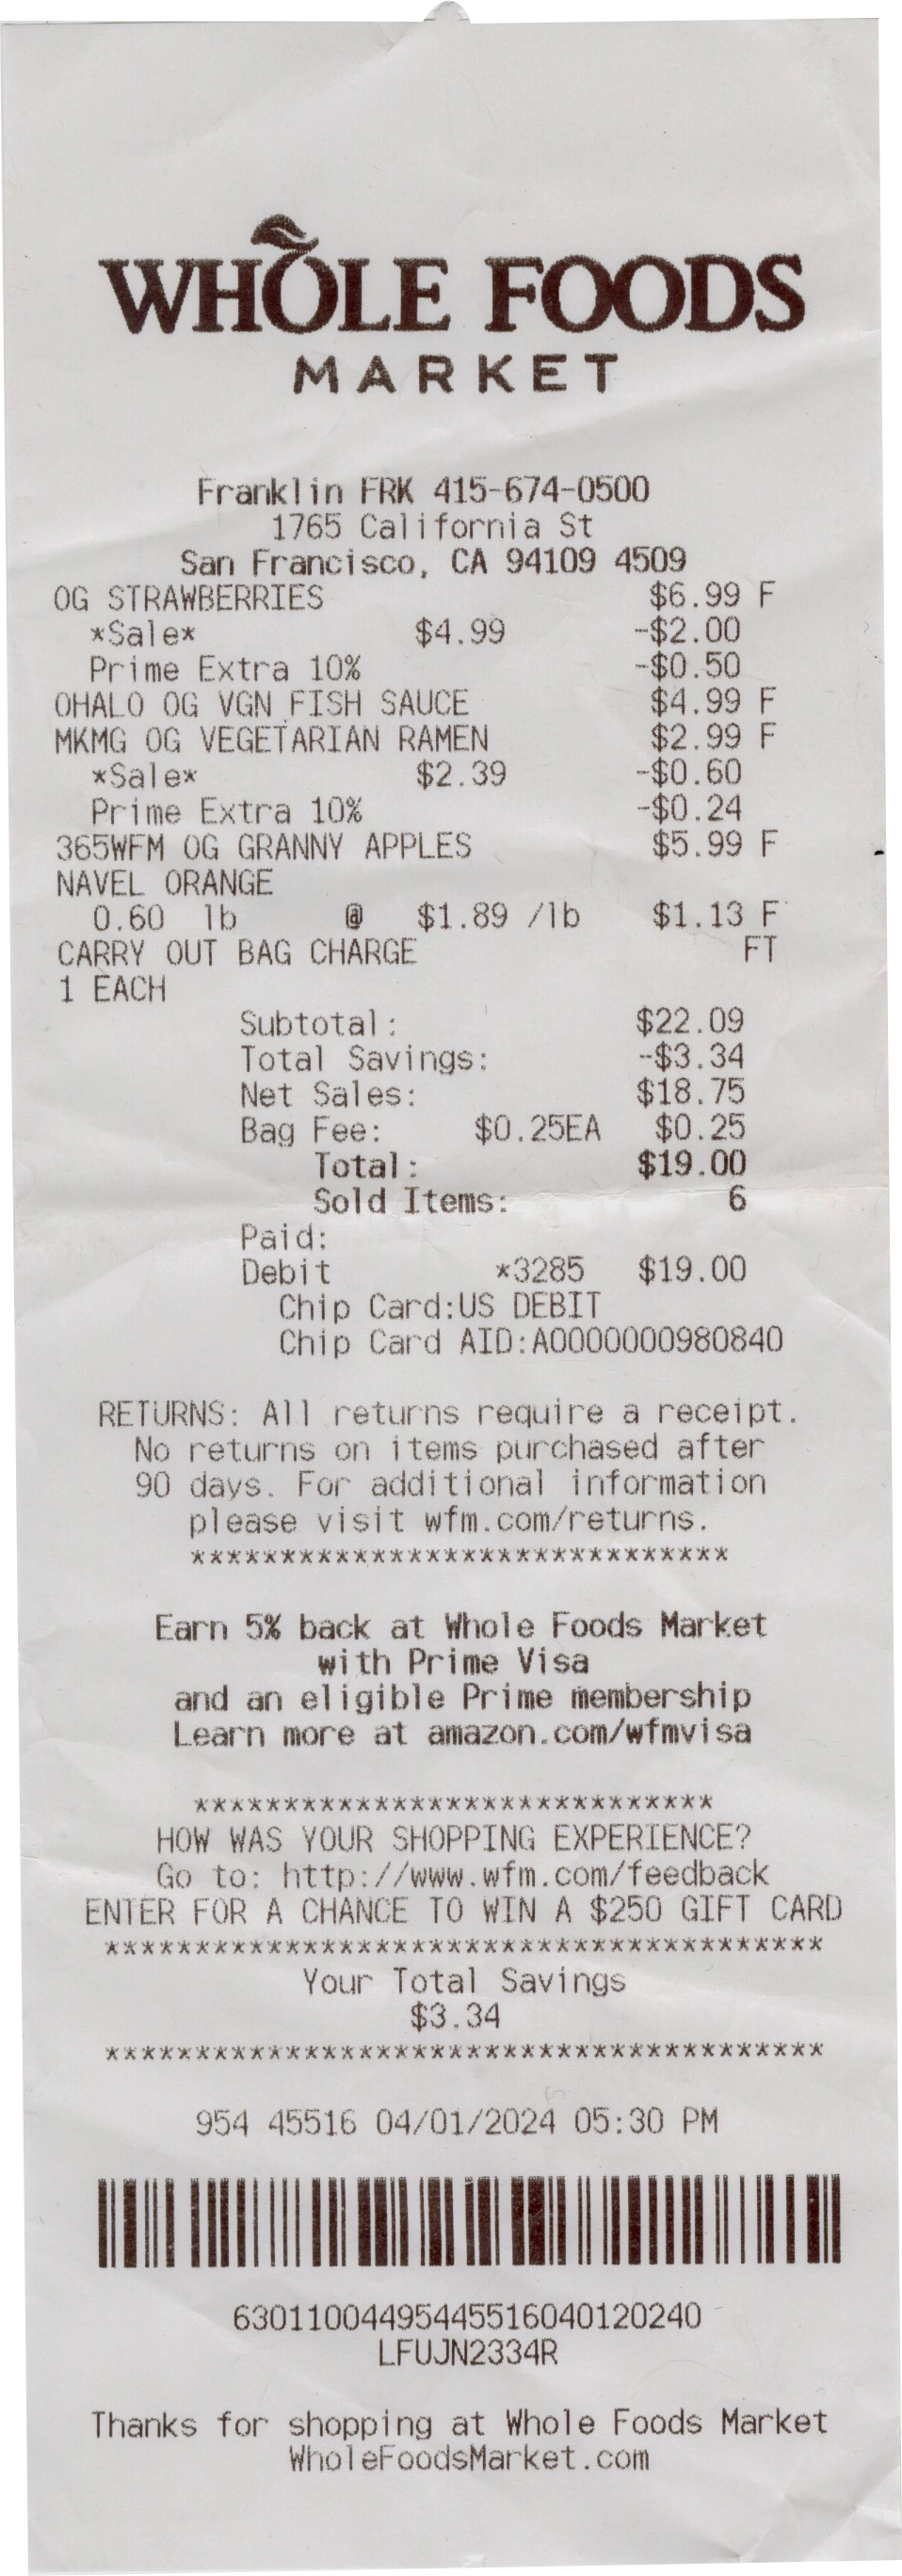 WHOLE FOODS
MARKET
Franklin FRK 415-674-0500
1765 California St
San Francisco, CA 94109 4509
OG STRAWBERRIES $6.99 F
*Sale* $4.99 -$2.00
Prime Extra 10% -$0.50
OHALO OG VGN FISH SAUCE $4.99 F
MKMG OG VEGETARIAN RAMEN $2.99 F
*Sale* $2.39 -$0.60
Prime Extra 10% -$0.24
365WFM OG GRANNY APPLES $5.99 F
NAVEL ORANGE
0.60 lb @ $1.89 /lb $1.13 F
CARRY OUT BAG CHARGE FT
1 EACH
Subtotal: $22.09
Total Savings: -$3.34
Net Sales: $18.75
Bag Fee: $0.25EA $0.25
Total: $19.00
Sold Items: 6
Paid:
Debit *3285 $19.00
Chip Card:US DEBIT
Chip Card AID:A0000000980840
RETURNS: All returns require a receipt.
No returns on items purchased after
90 days. For additional information
please visit wfm.com/returns.
******************************
Earn 5% back at Whole Foods Market
with Prime Visa
and an eligible Prime membership
Learn more at amazon.com/wfmvisa
*****************************
HOW WAS YOUR SHOPPING EXPERIENCE?
Go to: http://www.wfm.com/feedback
ENTER FOR A CHANCE TO WIN A $250 GIFT CARD
****************************************
Your Total Savings
$3.34
****************************************
954 45516 04/01/2024 05:30 PM
63011004495445516040120240
LFUJN2334R
Thanks for shopping at Whole Foods Market
WholeFoodsMarket.com